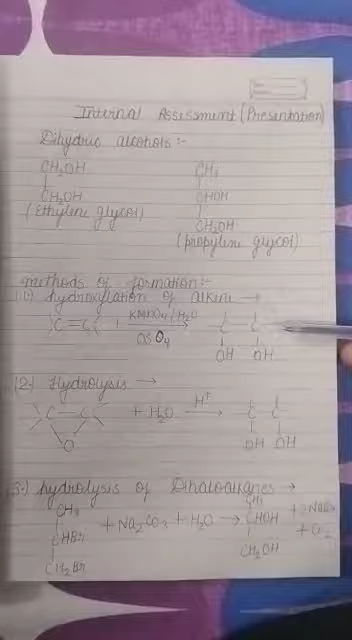 Internal Assessment (Presentation)
Dihydric alcohols :-
CH2OH CH3
CH2OH CHOH
(Ethylene glycol) CH2OH
(propylene glycol)
methods of formation:-
(1) hydroxylation of alkene →
C=C + KMnO4/H2O → C C
OSO4 OH OH
(2) Hydrolysis →
C – C + H2O H+ → C C
O OH OH
3.) hydrolysis of Dihaloalkanes →
CH3 CH3
CHBr + Na2CO3 + H2O → CHOH
CH2Br CH2OH